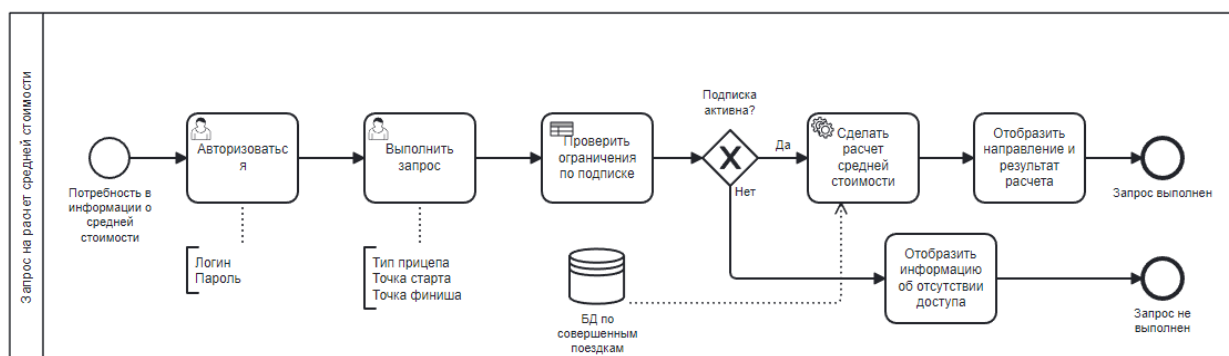 Запрос на расчет средней стоимости
Потребность в
информации о
средней
стоимости
Авторизоватьс
я
Логин
Пароль
Выполнить
запрос
Тип прицепа
Точка старта
Точка финиша
Проверить
ограничения
по подписке
Подписка
активна?
Да
Нет
Сделать
расчет
средней
стоимости
Отобразить
направление и
результат
расчета
Запрос выполнен
БД по
совершенным
поездкам
Отобразить
информацию
об отсутствии
доступа
Запрос не
выполнен